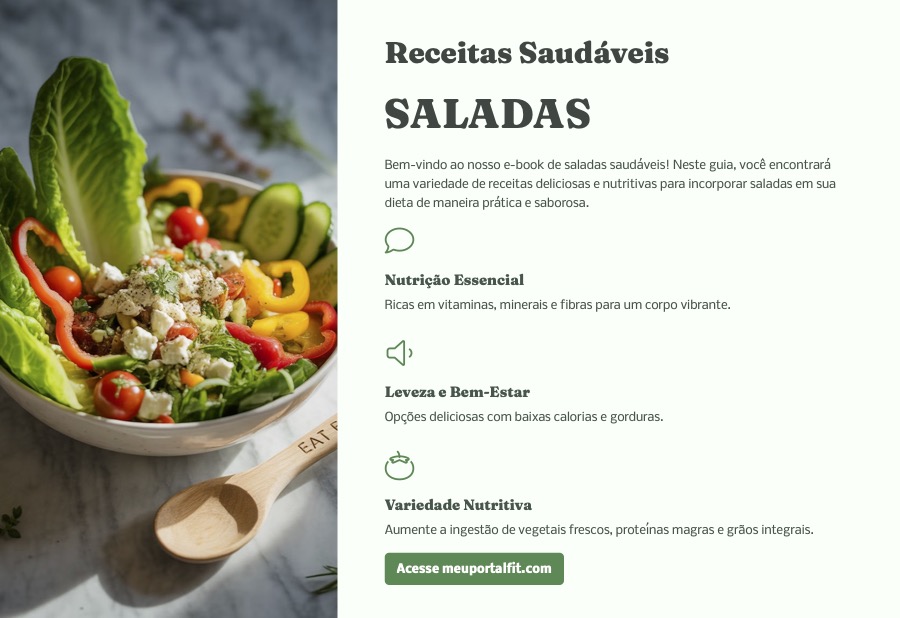 Receitas Saudáveis
SALADAS
Bem-vindo ao nosso e-book de saladas saudáveis! Neste guia, você encontrará
uma variedade de receitas deliciosas e nutritivas para incorporar saladas em sua
dieta de maneira prática e saborosa.
Nutrição Essencial
Ricas em vitaminas, minerais e fibras para um corpo vibrante.
Leveza e Bem-Estar
Opções deliciosas com baixas calorias e gorduras.
EAT
Variedade Nutritiva
Aumente a ingestão de vegetais frescos, proteínas magras e grãos integrais.
Acesse meuportalfit.com